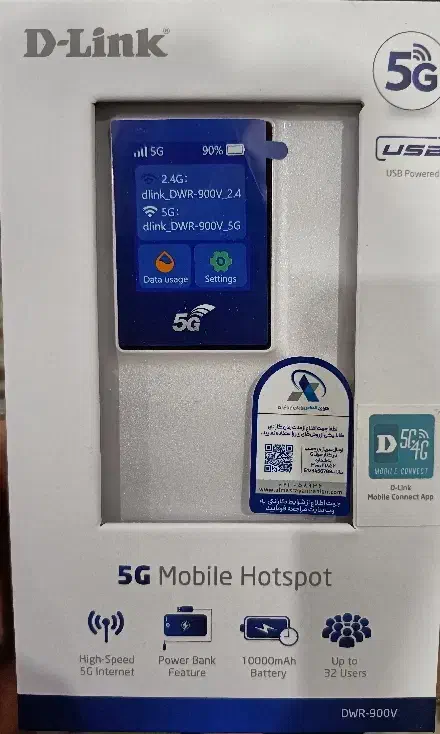 D-Link®
5G
USB
USB Powered
5G 90%
2.4G:
dlink_DWR-900V_2.4
5G:
dlink_DWR-900V_5G
Data usage
Settings
5G
D 5G 4G
MOBILE CONNECT
D-Link
Mobile Connect App
5G Mobile Hotspot
High-Speed
5G Internet
Power Bank
Feature
10000mAh
Battery
Up to
32 Users
DWR-900V